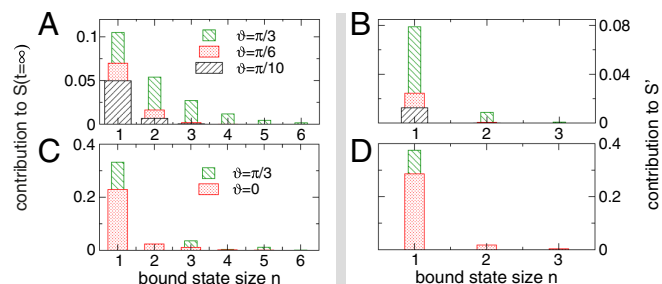 A
B
C
D
contribution to S(t=∞)
contribution to S'
0.1
0.05
0
ϑ=π/3
ϑ=π/6
ϑ=π/10
1 2 3 4 5 6
0.08
0.04
0
1 2 3
0.4
0.2
0
ϑ=π/3
ϑ=0
1 2 3 4 5 6
bound state size n
0.4
0.2
0
1 2 3
bound state size n